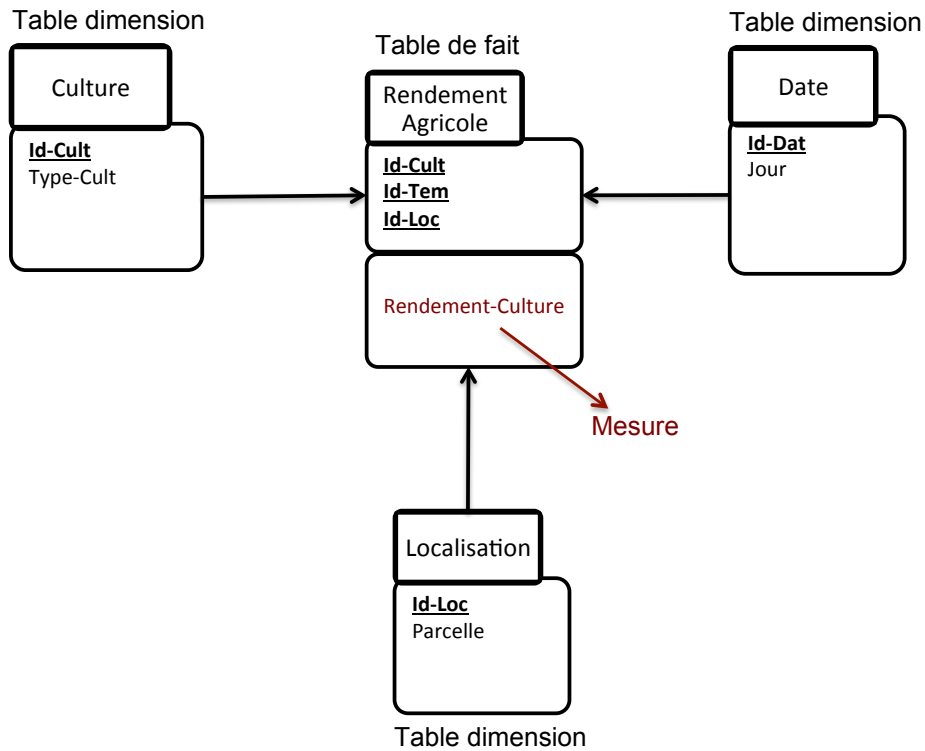 Table dimension
Culture
Id-Cult
Type-Cult
Table de fait
Rendement
Agricole
Id-Cult
Id-Tem
Id-Loc
Rendement-Culture
Mesure
Table dimension
Date
Id-Dat
Jour
Localisation
Id-Loc
Parcelle
Table dimension